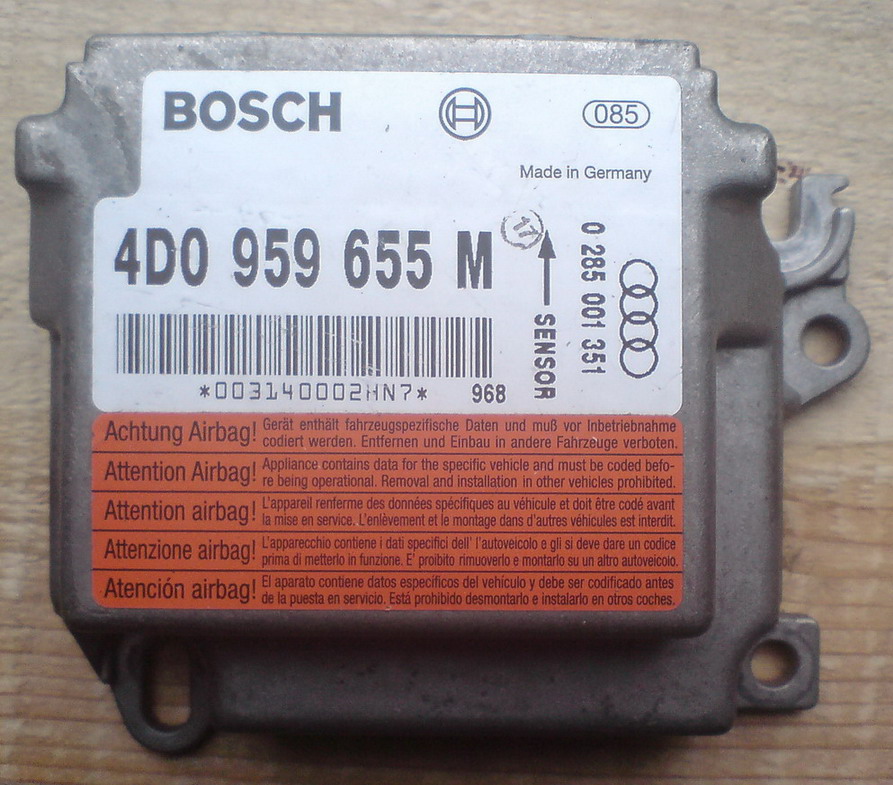 BOSCH
085
Made in Germany
4D0 959 655 M
17
SENSOR
0 285 001 351
*003140002HN7*
968
Achtung Airbag! Gerät enthält fahrzeugspezifische Daten und muß vor Inbetriebnahme
codiert werden. Entfernen und Einbau in andere Fahrzeuge verboten.
Attention Airbag! Appliance contains data for the specific vehicle and must be coded befo-
re being operational. Removal and installation in other vehicles prohibited.
Attention airbag! L'appareil renferme des données spécifiques au véhicule et doit être codé avant
la mise en service. L'enlèvement et le montage dans d'autres véhicules est interdit.
Attenzione airbag! L'apparecchio contiene i dati specifici dell' l'autoveicolo e gli si deve dare un codice
prima di metterlo in funzione. E' proibito rimuoverlo e montarlo su un altro autoveicolo.
Atención airbag! El aparato contiene datos específicos del vehículo y debe ser codificado antes
de la puesta en servicio. Está prohibido desmontarlo e instalarlo en otros coches.